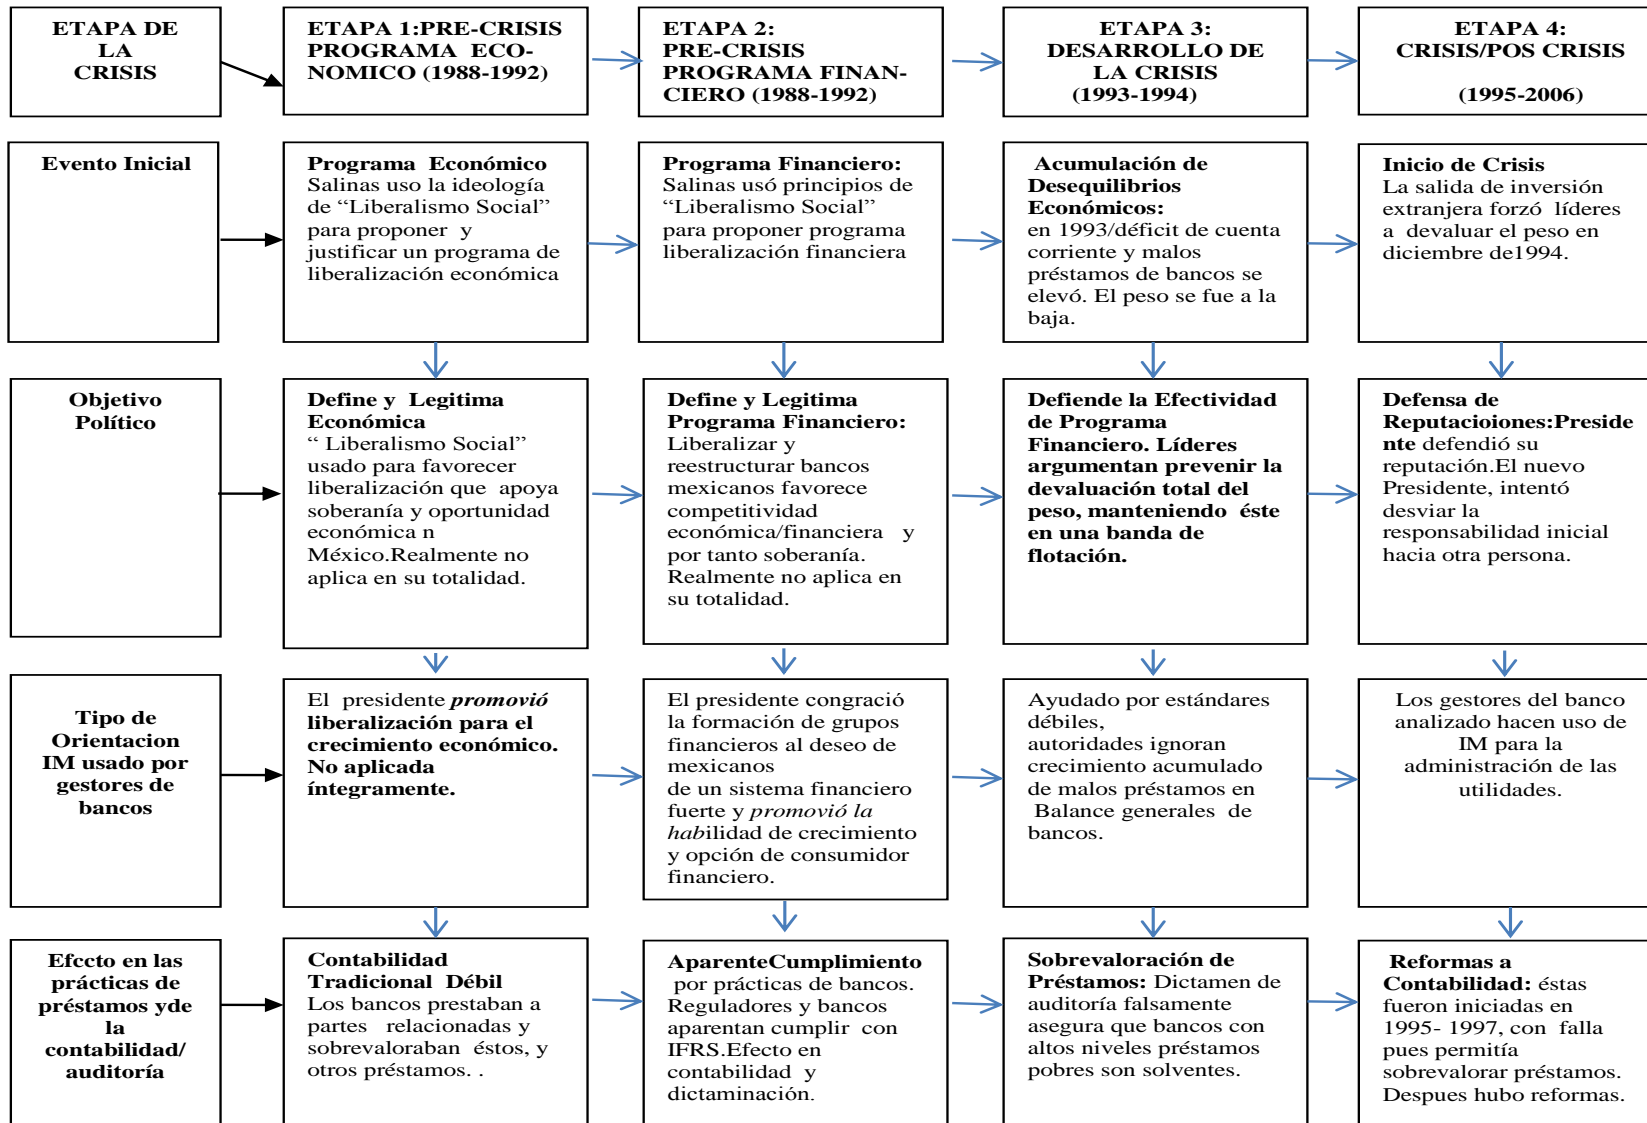 ETAPA DE
LA
CRISIS
ETAPA 1:PRE-CRISIS
PROGRAMA ECO-
NOMICO (1988-1992)
ETAPA 2:
PRE-CRISIS
PROGRAMA FINAN-
CIERO (1988-1992)
ETAPA 3:
DESARROLLO DE
LA CRISIS
(1993-1994)
ETAPA 4:
CRISIS/POS CRISIS
(1995-2006)
Evento Inicial
Programa Económico
Salinas uso la ideología
de “Liberalismo Social”
para proponer y
justificar un programa de
liberalización económica
Programa Financiero:
Salinas usó principios de
“Liberalismo Social”
para proponer programa
liberalización financiera
Acumulación de
Desequilibrios
Económicos:
en 1993/déficit de cuenta
corriente y malos
préstamos de bancos se
elevó. El peso se fue a la
baja.
Inicio de Crisis
La salida de inversión
extranjera forzó líderes
a devaluar el peso en
diciembre de1994.
Objetivo
Político
Define y Legitima
Económica
“ Liberalismo Social”
usado para favorecer
liberalización que apoya
soberanía y oportunidad
económica n
México.Realmente no
aplica en su totalidad.
Define y Legitima
Programa Financiero:
Liberalizar y
reestructurar bancos
mexicanos favorece
competitividad
económica/financiera y
por tanto soberanía.
Realmente no aplica en
su totalidad.
Defiende la Efectividad
de Programa
Financiero. Líderes
argumentan prevenir la
devaluación total del
peso, manteniendo éste
en una banda de
flotación.
Defensa de
Reputacioiones:Preside
nte defendió su
reputación.El nuevo
Presidente, intentó
desviar la
responsabilidad inicial
hacia otra persona.
Tipo de
Orientacion
IM usado por
gestores de
bancos
El presidente promovió
liberalización para el
crecimiento económico.
No aplicada
íntegramente.
El presidente congració
la formación de grupos
financieros al deseo de
mexicanos
de un sistema financiero
fuerte y promovió la
habilidad de crecimiento
y opción de consumidor
financiero.
Ayudado por estándares
débiles,
autoridades ignoran
crecimiento acumulado
de malos préstamos en
Balance generales de
bancos.
Los gestores del banco
analizado hacen uso de
IM para la
administración de las
utilidades.
Efccto en las
prácticas de
préstamos yde
la
contabilidad/
auditoría
Contabilidad
Tradicional Débil
Los bancos prestaban a
partes relacionadas y
sobrevaloraban éstos, y
otros préstamos. .
AparenteCumplimiento
por prácticas de bancos.
Reguladores y bancos
aparentan cumplir con
IFRS.Efecto en
contabilidad y
dictaminación.
Sobrevaloración de
Préstamos: Dictamen de
auditoría falsamente
asegura que bancos con
altos niveles préstamos
pobres son solventes.
Reformas a
Contabilidad: éstas
fueron iniciadas en
1995- 1997, con falla
pues permitía
sobrevalorar préstamos.
Despues hubo reformas.